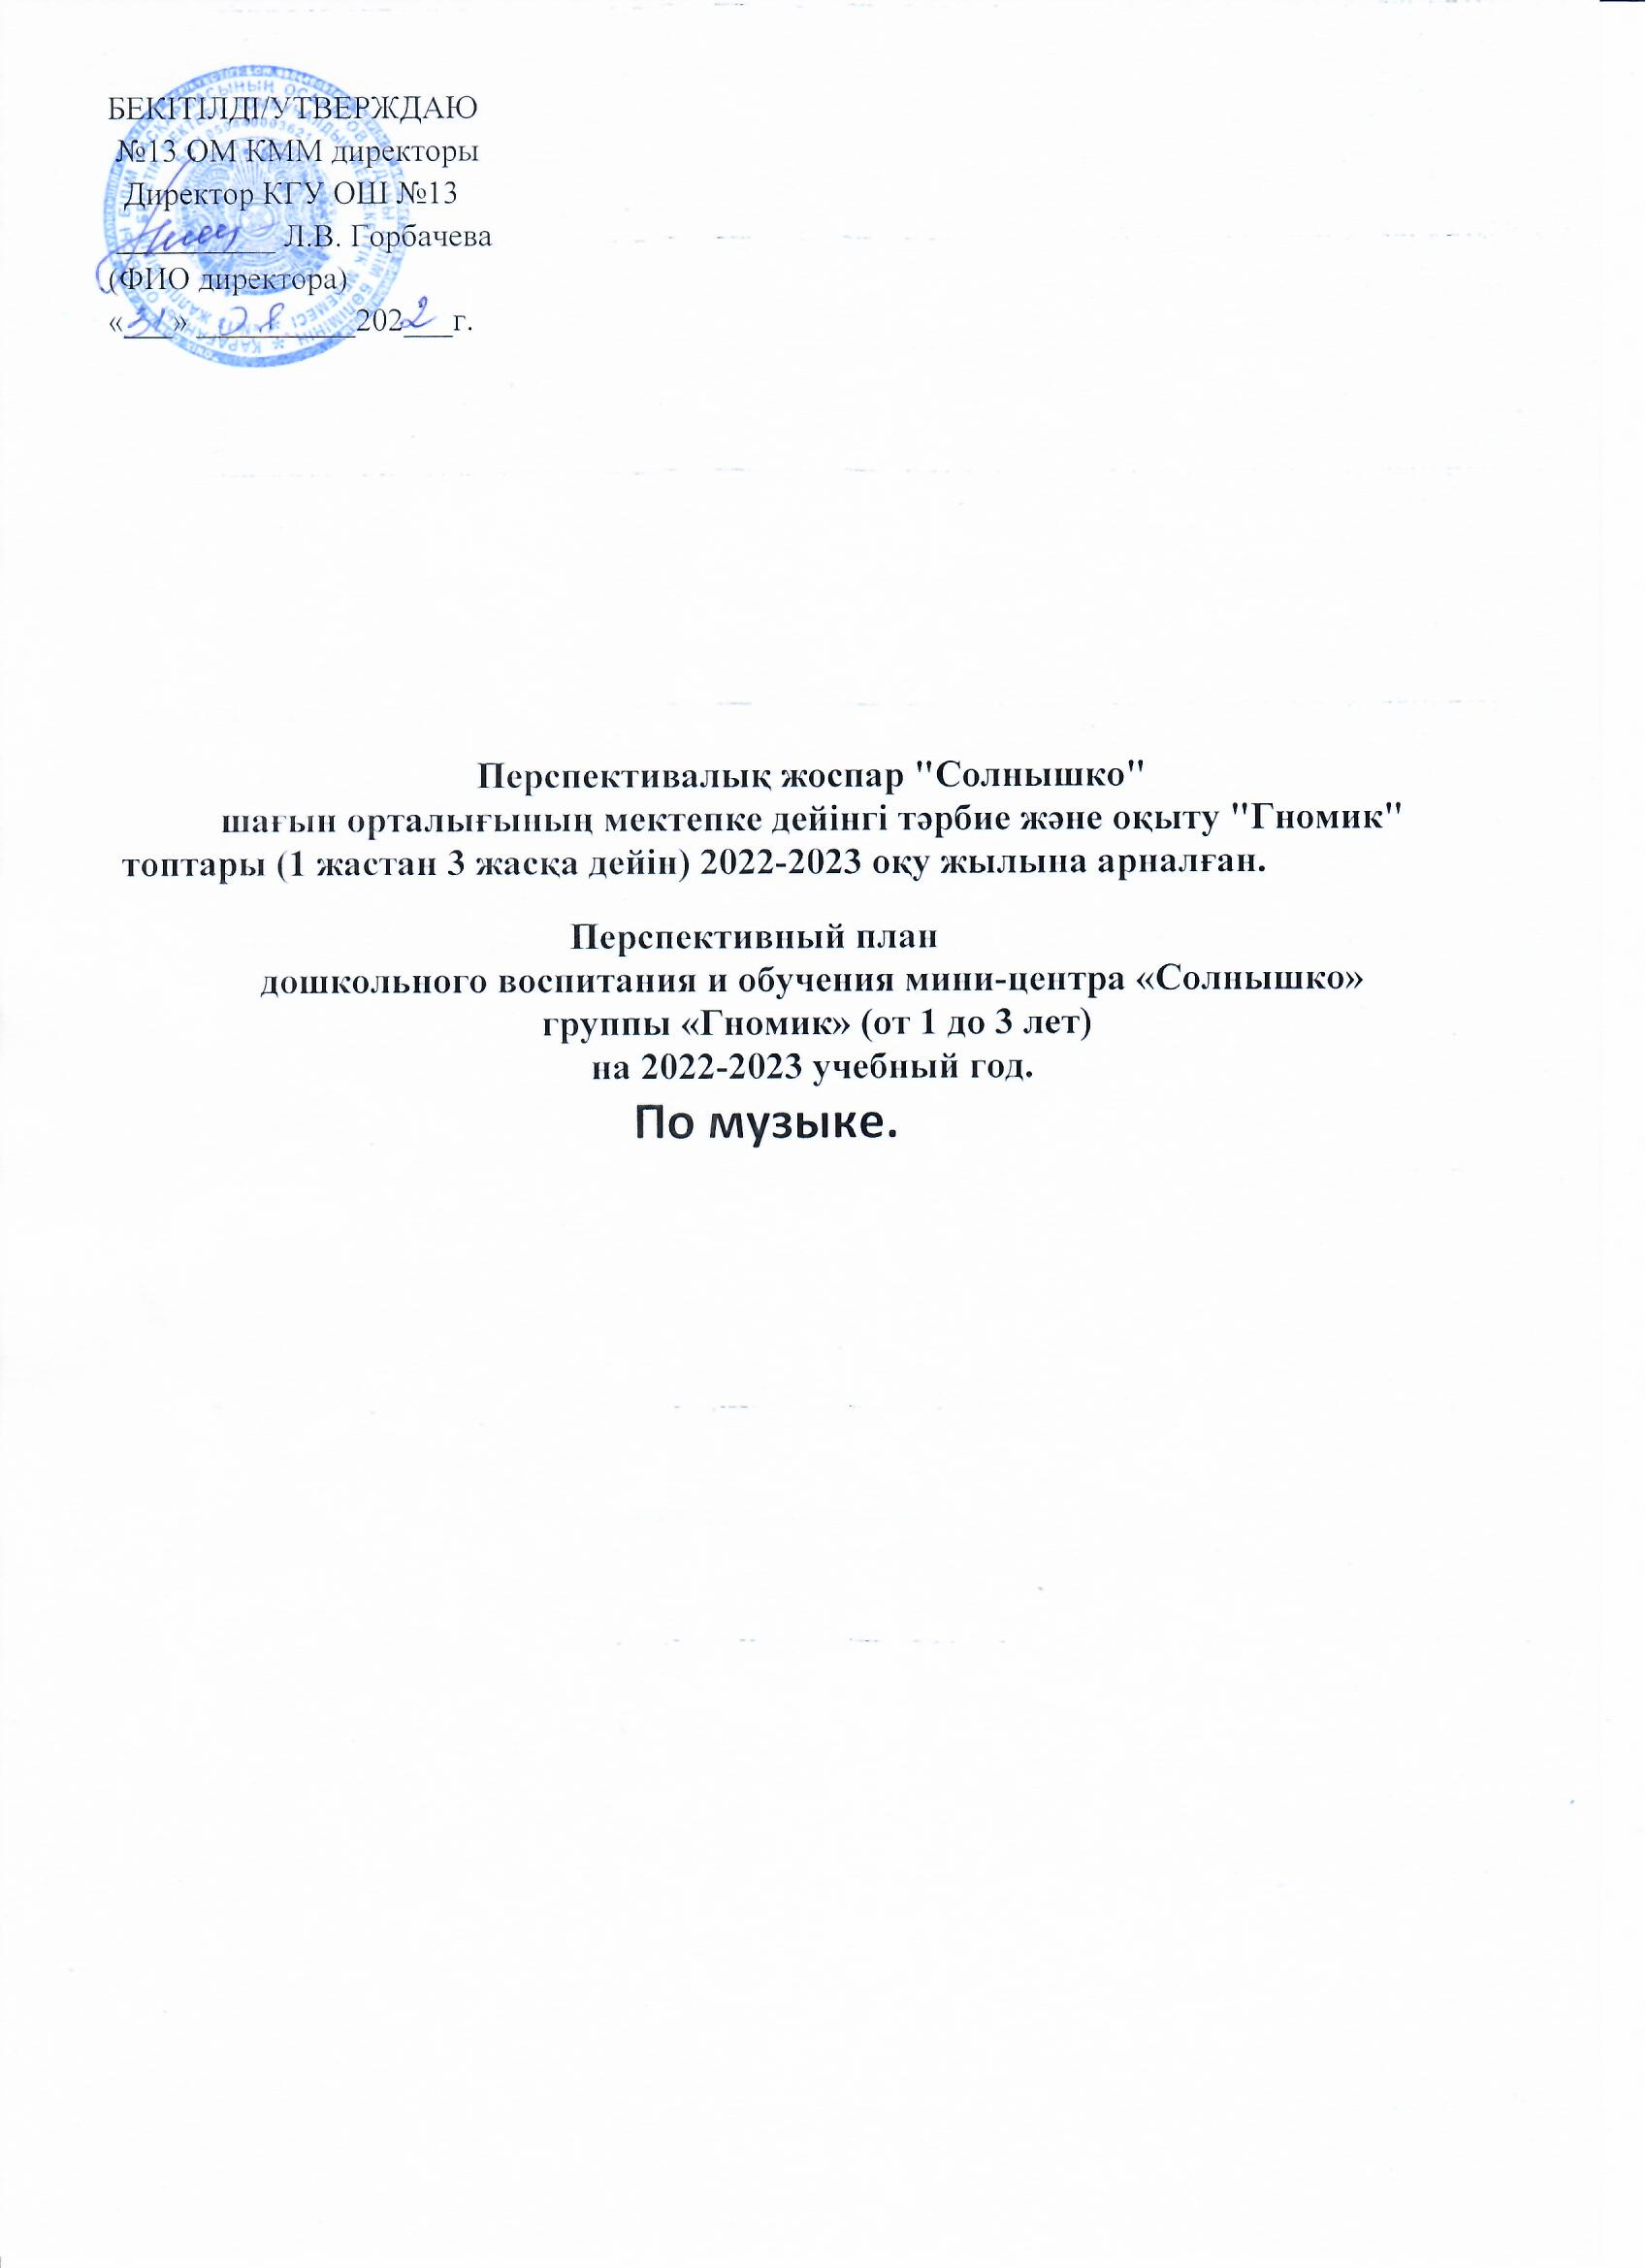 БЕКІТІЛДІ/УТВЕРЖДАЮ
№13 ОМ КММ директоры
Директор КГУ ОШ №13
__________ Л.В. Горбачева
(ФИО директора)
«31» 08 2022 г.
Перспективалық жоспар "Солнышко"
шағын орталығының мектепке дейінгі тәрбие және оқыту "Гномик"
топтары (1 жастан 3 жасқа дейін) 2022-2023 оқу жылына арналған.
Перспективный план
дошкольного воспитания и обучения мини-центра «Солнышко»
группы «Гномик» (от 1 до 3 лет)
на 2022-2023 учебный год.
По музыке.